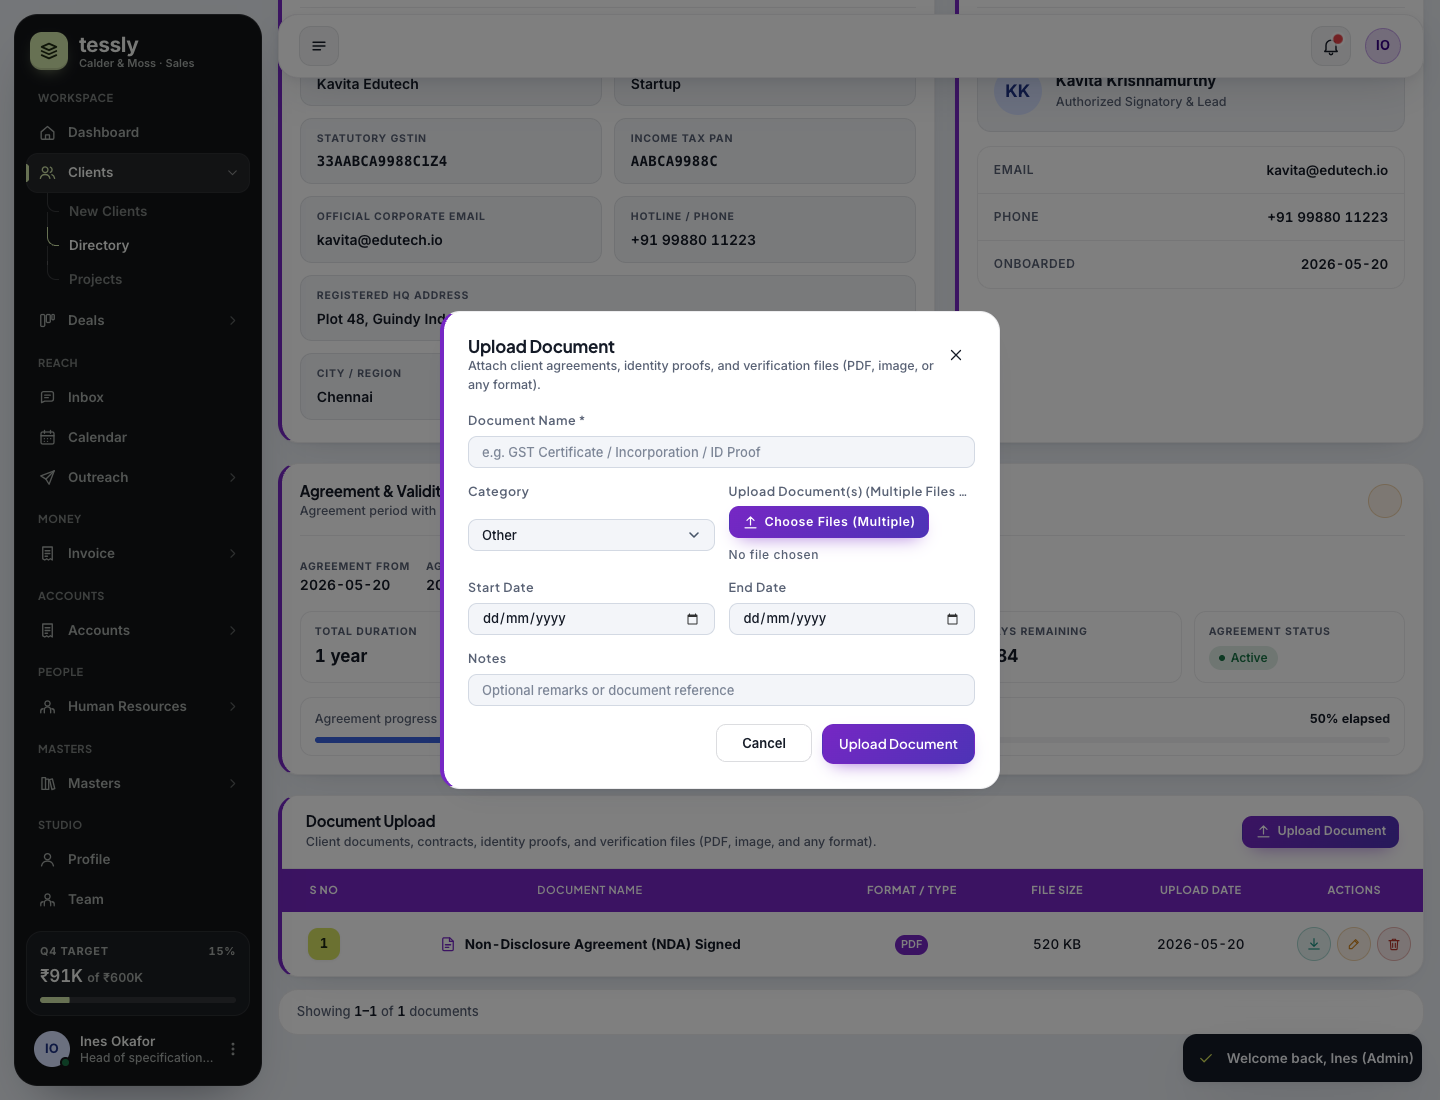 tessly
Calder & Moss · Sales
WORKSPACE
Dashboard
Clients
New Clients
Directory
Projects
Deals
REACH
Inbox
Calendar
Outreach
MONEY
Invoice
ACCOUNTS
Accounts
PEOPLE
Human Resources
MASTERS
Masters
STUDIO
Profile
Team
Q4 TARGET 15%
₹91K of ₹600K
IO
Ines Okafor
Head of specification...
IO
Kavita Edutech
Startup
STATUTORY GSTIN
33AABCA9988C1Z4
INCOME TAX PAN
AABCA9988C
OFFICIAL CORPORATE EMAIL
kavita@edutech.io
HOTLINE / PHONE
+91 99880 11223
REGISTERED HQ ADDRESS
Plot 48, Guindy Ind
CITY / REGION
Chennai
KK
Kavita Krishnamurthy
Authorized Signatory & Lead
EMAIL kavita@edutech.io
PHONE +91 99880 11223
ONBOARDED 2026-05-20
Upload Document
Attach client agreements, identity proofs, and verification files (PDF, image, or
any format).
Document Name *
e.g. GST Certificate / Incorporation / ID Proof
Category
Other
Upload Document(s) (Multiple Files ...
Choose Files (Multiple)
No file chosen
Start Date
dd/mm/yyyy
End Date
dd/mm/yyyy
Notes
Optional remarks or document reference
Cancel
Upload Document
Agreement & Validit
Agreement period with
AGREEMENT FROM AG
2026-05-20 20
TOTAL DURATION
1 year
YS REMAINING
84
AGREEMENT STATUS
Active
Agreement progress
50% elapsed
Document Upload
Client documents, contracts, identity proofs, and verification files (PDF, image, and any format).
Upload Document
S NO DOCUMENT NAME FORMAT / TYPE FILE SIZE UPLOAD DATE ACTIONS
1 Non-Disclosure Agreement (NDA) Signed PDF 520 KB 2026-05-20
Showing 1–1 of 1 documents
Welcome back, Ines (Admin)